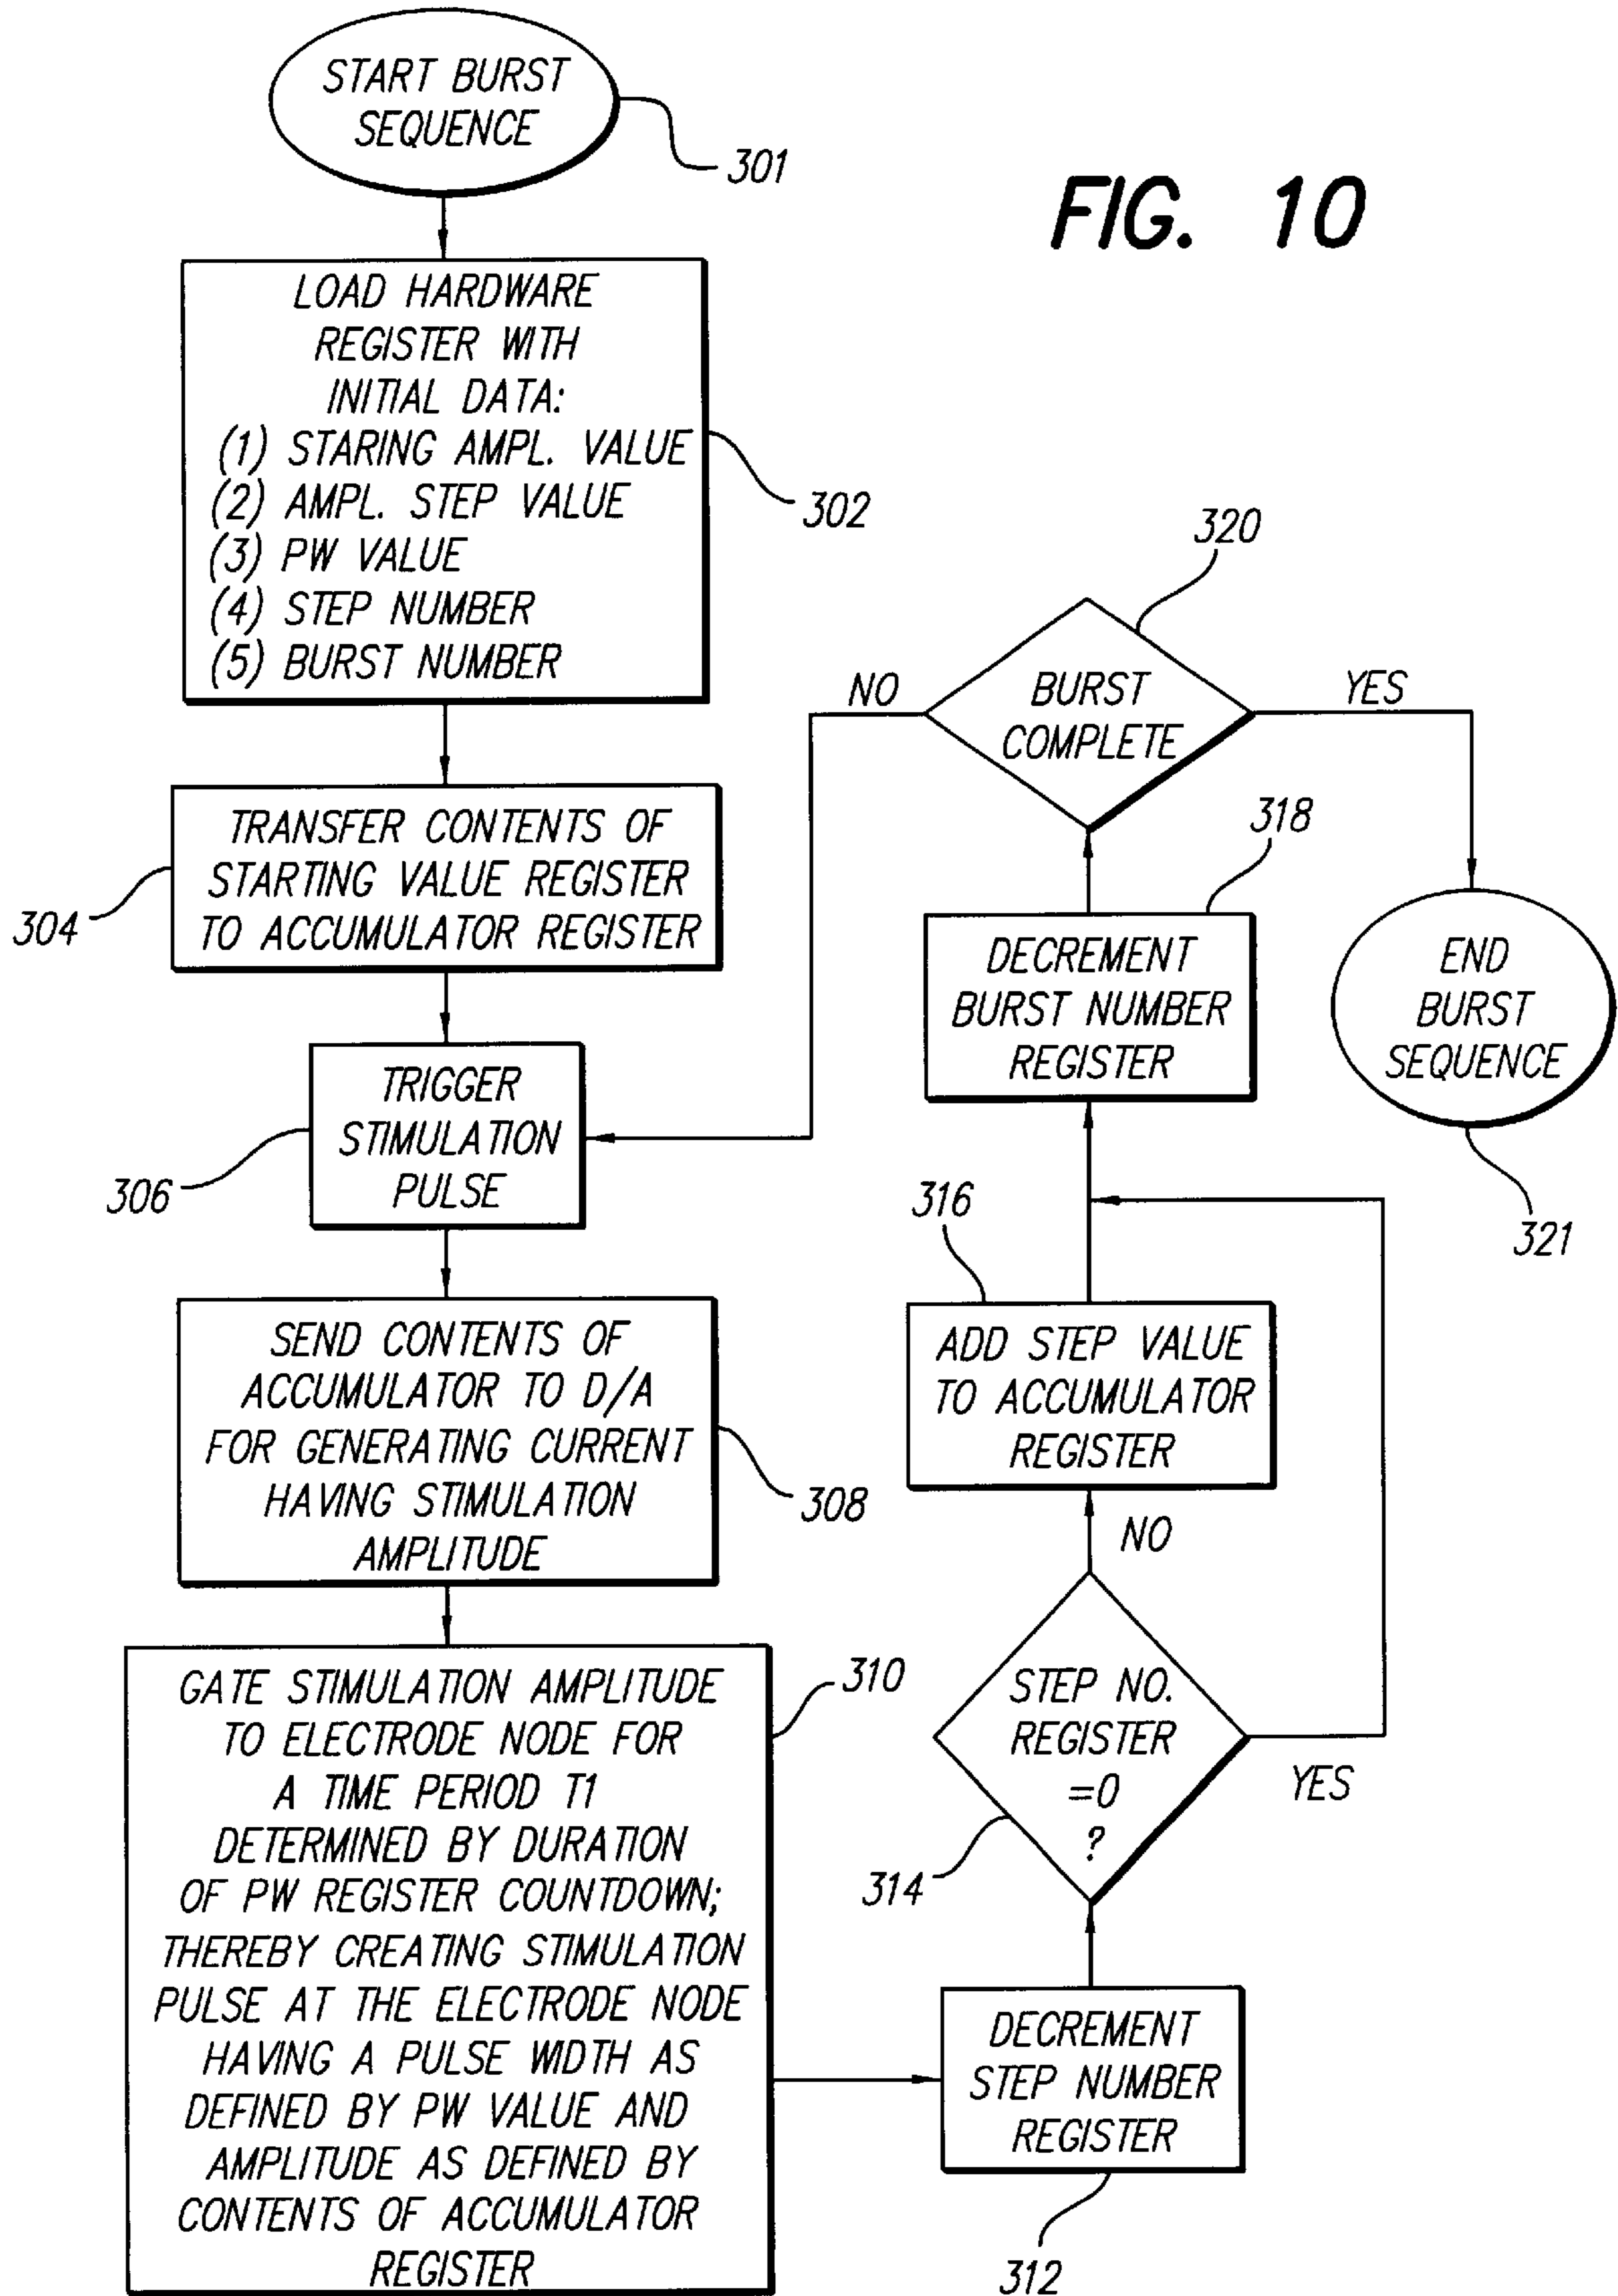 FIG. 10
START BURST
SEQUENCE
301
LOAD HARDWARE
REGISTER WITH
INITIAL DATA:
(1) STARING AMPL. VALUE
(2) AMPL. STEP VALUE
(3) PW VALUE
(4) STEP NUMBER
(5) BURST NUMBER
302
TRANSFER CONTENTS OF
STARTING VALUE REGISTER
TO ACCUMULATOR REGISTER
304
TRIGGER
STIMULATION
PULSE
306
SEND CONTENTS OF
ACCUMULATOR TO D/A
FOR GENERATING CURRENT
HAVING STIMULATION
AMPLITUDE
308
GATE STIMULATION AMPLITUDE
TO ELECTRODE NODE FOR
A TIME PERIOD T1
DETERMINED BY DURATION
OF PW REGISTER COUNTDOWN;
THEREBY CREATING STIMULATION
PULSE AT THE ELECTRODE NODE
HAVING A PULSE WIDTH AS
DEFINED BY PW VALUE AND
AMPLITUDE AS DEFINED BY
CONTENTS OF ACCUMULATOR
REGISTER
310
DECREMENT
STEP NUMBER
REGISTER
312
STEP NO.
REGISTER
=0
?
314
YES
NO
ADD STEP VALUE
TO ACCUMULATOR
REGISTER
316
DECREMENT
BURST NUMBER
REGISTER
318
BURST
COMPLETE
320
NO
YES
END
BURST
SEQUENCE
321